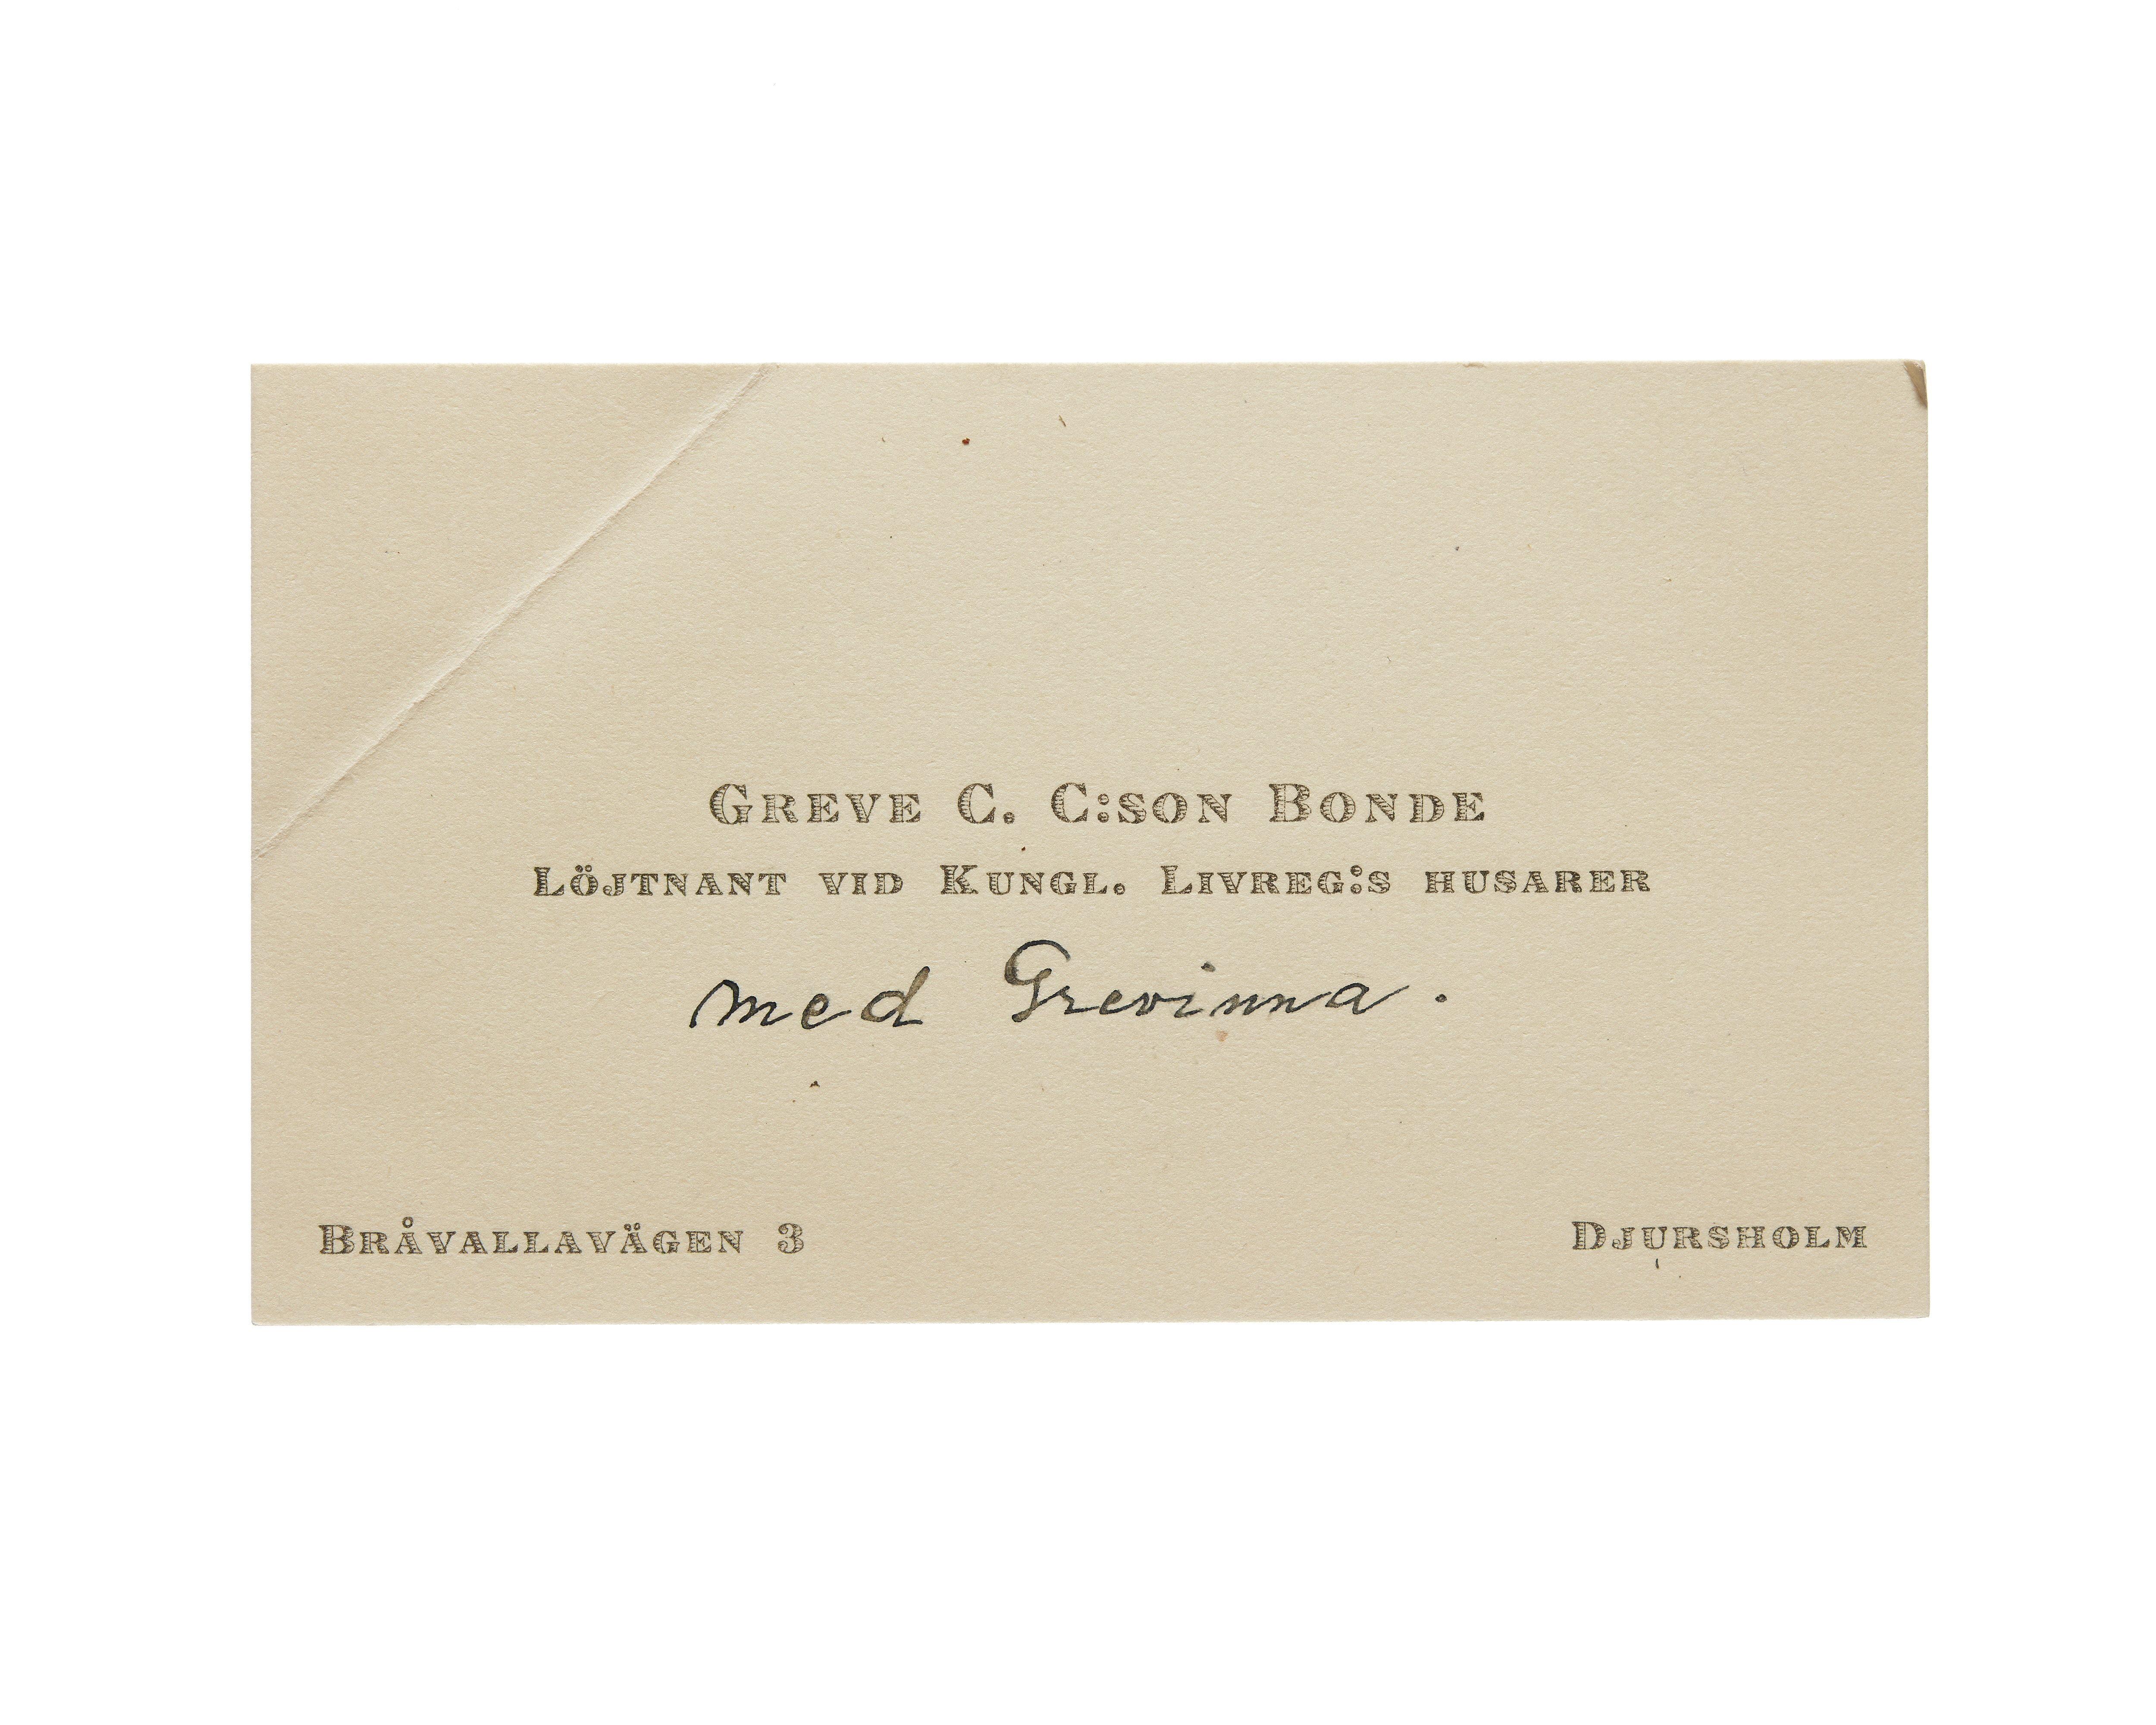 Greve C. C:son Bonde
Löjtnant vid Kungl. Livreg:s husarer
med Grevinna.
Bråvallavägen 3
Djursholm